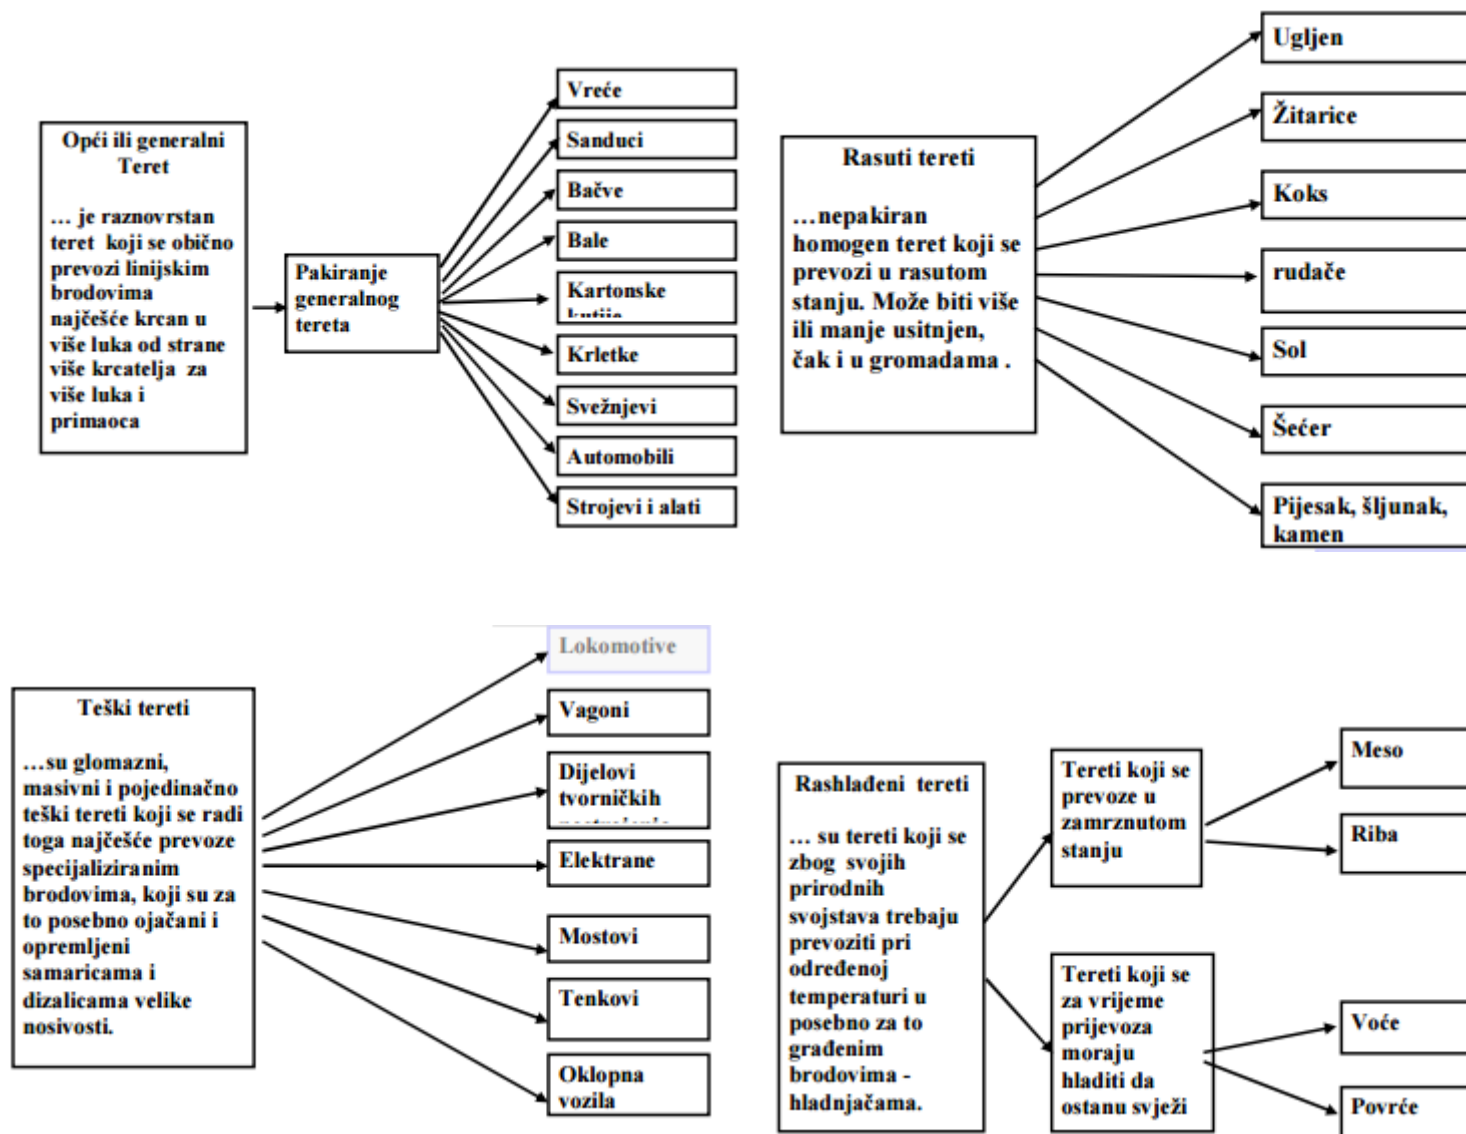 Opći ili generalni
Teret
… je raznovrstan
teret koji se obično
prevozi linijskim
brodovima
najčešće krcan u
više luka od strane
više krcatelja za
više luka i
primaoca
Pakiranje
generalnog
tereta
Vreće
Sanduci
Bačve
Bale
Kartonske
Krletke
Svežnjevi
Automobili
Strojevi i alati
Rasuti tereti
…nepakiran
homogen teret koji se
prevozi u rasutom
stanju. Može biti više
ili manje usitnjen,
čak i u gromadama .
Ugljen
Žitarice
Koks
rudače
Sol
Šećer
Pijesak, šljunak,
kamen
Teški tereti
…su glomazni,
masivni i pojedinačno
teški tereti koji se radi
toga najčešće prevoze
specijaliziranim
brodovima, koji su za
to posebno ojačani i
opremljeni
samaricama i
dizalicama velike
nosivosti.
Lokomotive
Vagoni
Dijelovi
tvorničkih
Elektrane
Mostovi
Tenkovi
Oklopna
vozila
Rashlađeni tereti
… su tereti koji se
zbog svojih
prirodnih
svojstava trebaju
prevoziti pri
određenoj
temperaturi u
posebno za to
građenim
brodovima -
hladnjačama.
Tereti koji se
prevoze u
zamrznutom
stanju
Meso
Riba
Tereti koji se
za vrijeme
prijevoza
moraju
hladiti da
ostanu svježi
Voće
Povrće